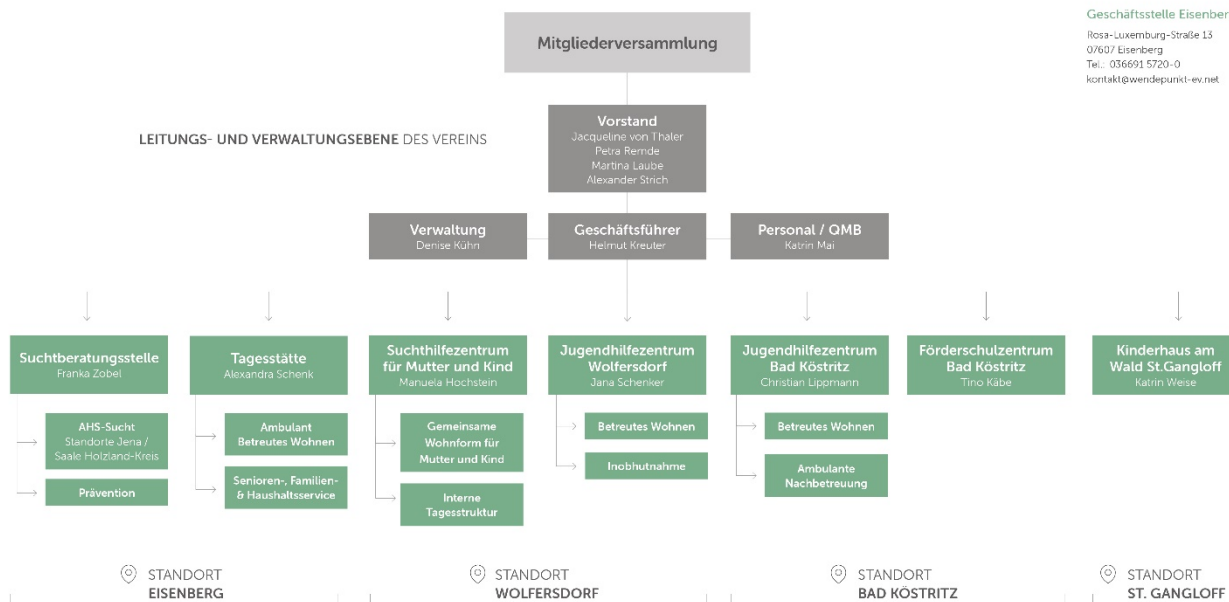 Geschäftsstelle Eisenber
Rosa-Luxemburg-Straße 13
07607 Eisenberg
Tel.: 036691 5720-0
kontakt@wendepunkt-ev.net
Mitgliederversammlung
LEITUNGS- UND VERWALTUNGSEBENE DES VEREINS
Vorstand
Jacqueline von Thaler
Petra Remde
Martina Laube
Alexander Strich
Verwaltung
Denise Kühn
Geschäftsführer
Helmut Kreuter
Personal / QMB
Katrin Mai
Suchtberatungsstelle
Franka Zobel
Tagesstätte
Alexandra Schenk
Suchthilfezentrum
für Mutter und Kind
Manuela Hochstein
Jugendhilfezentrum
Wolfersdorf
Jana Schenker
Jugendhilfezentrum
Bad Köstritz
Christian Lippmann
Förderschulzentrum
Bad Köstritz
Tino Käbe
Kinderhaus am
Wald St.Gangloff
Katrin Weise
AHS-Sucht
Standorte Jena /
Saale Holzland-Kreis
Prävention
Ambulant
Betreutes Wohnen
Senioren-, Familien-
& Haushaltsservice
Gemeinsame
Wohnform für
Mutter und Kind
Interne
Tagesstruktur
Betreutes Wohnen
Inobhutnahme
Betreutes Wohnen
Ambulante
Nachbetreuung
STANDORT
EISENBERG
STANDORT
WOLFERSDORF
STANDORT
BAD KÖSTRITZ
STANDORT
ST. GANGLOFF